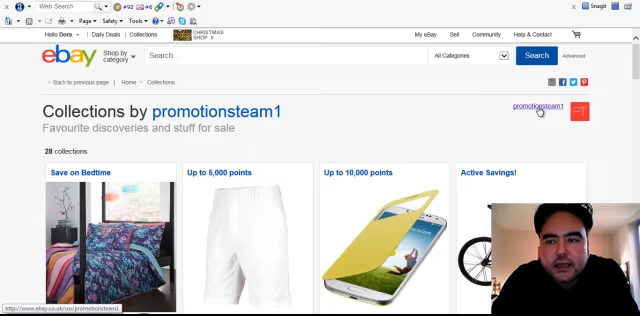 x Web Search #92 #6 x Snagit
Page Safety Tools
Hello Dora. Daily Deals Collections CHRISTMAS SHOP > My eBay Sell Community Help & Contact
ebay Shop by category Search... All Categories Search Advanced
< Back to previous page Home > Collections
Collections by promotionsteam1 promotionsteam1 PT
Favourite discoveries and stuff for sale
28 collections
Save on Bedtime Up to 5,000 points Up to 10,000 points Active Savings!
http://www.ebay.co.uk/usr/promotionsteam1